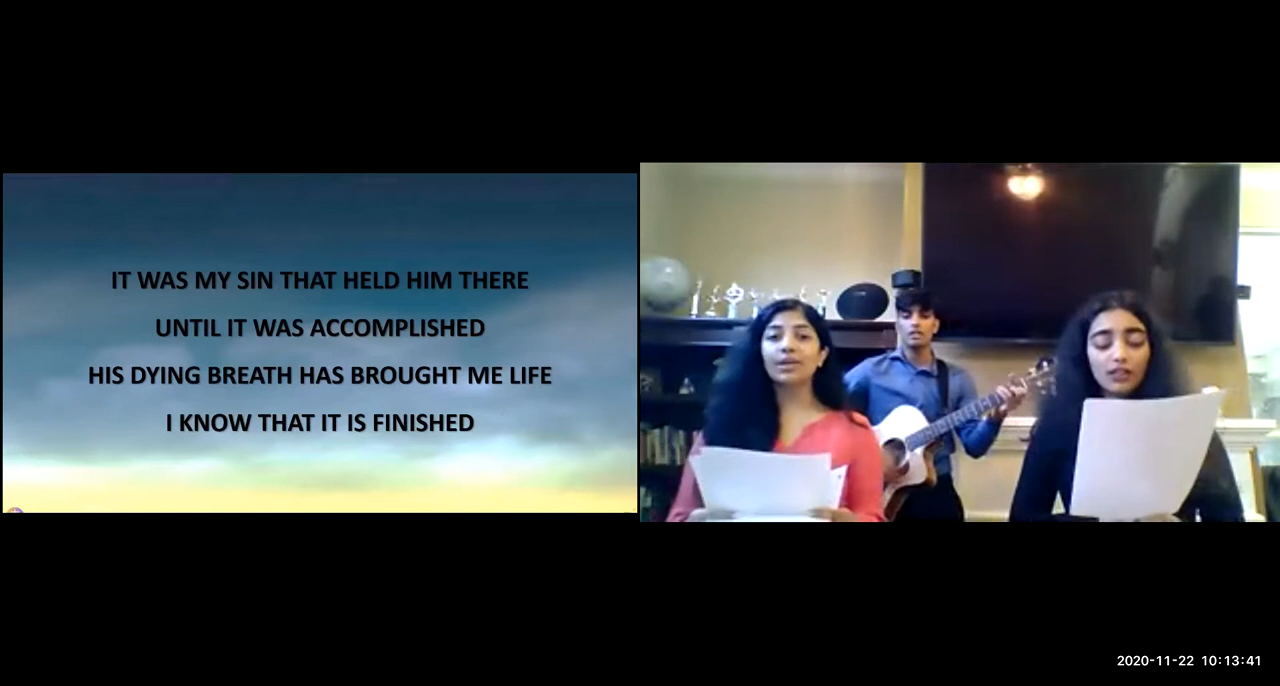 IT WAS MY SIN THAT HELD HIM THERE
UNTIL IT WAS ACCOMPLISHED
HIS DYING BREATH HAS BROUGHT ME LIFE
I KNOW THAT IT IS FINISHED
2020-11-22 10:13:41